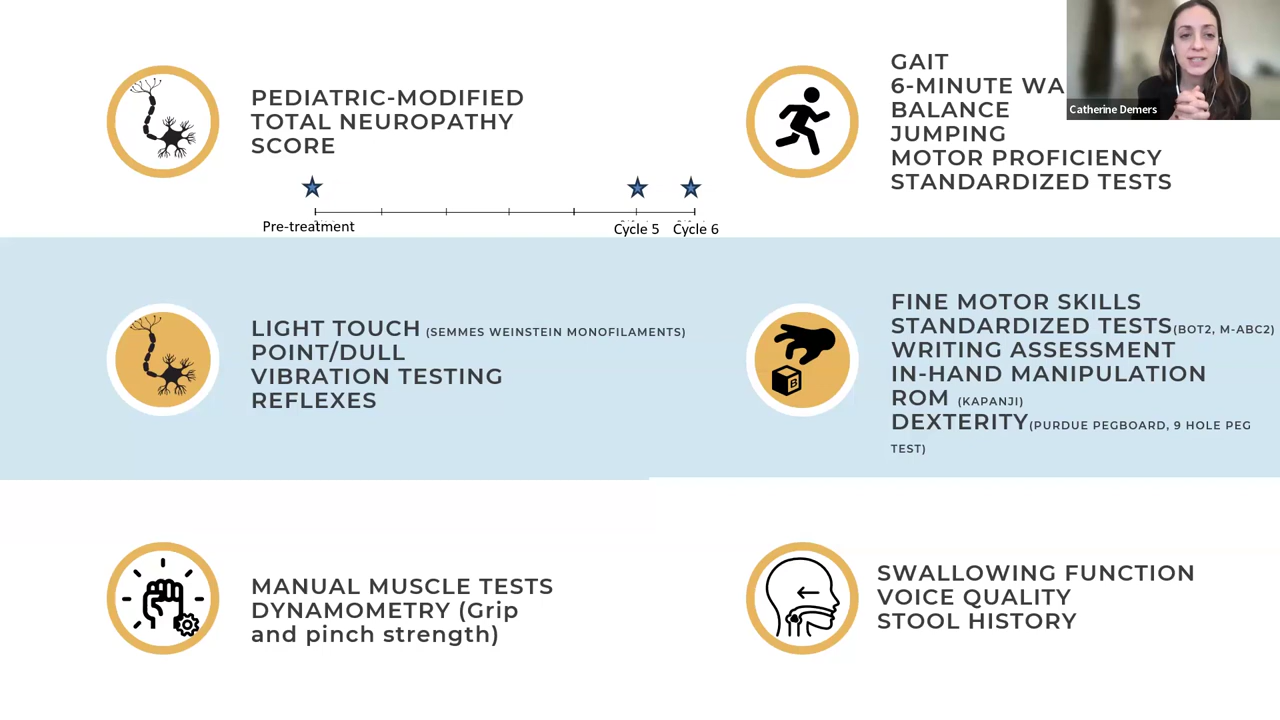 PEDIATRIC-MODIFIED
TOTAL NEUROPATHY
SCORE
Pre-treatment
Cycle 5
Cycle 6
GAIT
6-MINUTE
BALANCE
JUMPING
MOTOR PROFICIENCY
STANDARDIZED TESTS
Catherine Demers
LIGHT TOUCH (SEMMES WEINSTEIN MONOFILAMENTS)
POINT/DULL
VIBRATION TESTING
REFLEXES
FINE MOTOR SKILLS
STANDARDIZED TESTS(BOT2, M-ABC2)
WRITING ASSESSMENT
IN-HAND MANIPULATION
ROM (KAPANJI)
DEXTERITY(PURDUE PEGBOARD, 9 HOLE PEG
TEST)
B
MANUAL MUSCLE TESTS
DYNAMOMETRY (Grip
and pinch strength)
SWALLOWING FUNCTION
VOICE QUALITY
STOOL HISTORY